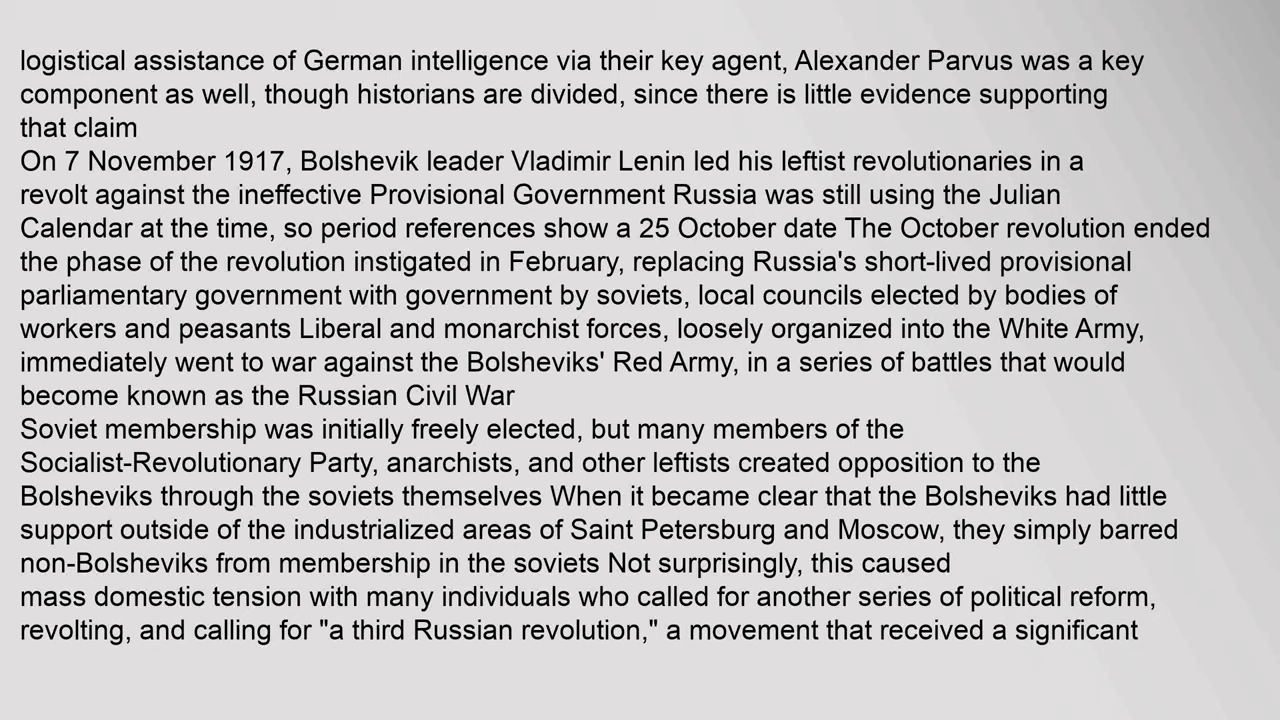 logistical assistance of German intelligence via their key agent, Alexander Parvus was a key
component as well, though historians are divided, since there is little evidence supporting
that claim
On 7 November 1917, Bolshevik leader Vladimir Lenin led his leftist revolutionaries in a
revolt against the ineffective Provisional Government Russia was still using the Julian
Calendar at the time, so period references show a 25 October date The October revolution ended
the phase of the revolution instigated in February, replacing Russia's short-lived provisional
parliamentary government with government by soviets, local councils elected by bodies of
workers and peasants Liberal and monarchist forces, loosely organized into the White Army,
immediately went to war against the Bolsheviks' Red Army, in a series of battles that would
become known as the Russian Civil War
Soviet membership was initially freely elected, but many members of the
Socialist-Revolutionary Party, anarchists, and other leftists created opposition to the
Bolsheviks through the soviets themselves When it became clear that the Bolsheviks had little
support outside of the industrialized areas of Saint Petersburg and Moscow, they simply barred
non-Bolsheviks from membership in the soviets Not surprisingly, this caused
mass domestic tension with many individuals who called for another series of political reform,
revolting, and calling for "a third Russian revolution," a movement that received a significant